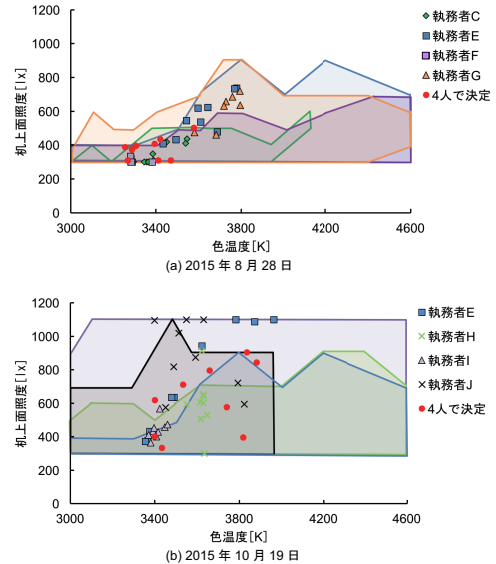 1200
1000
800
600
400
200
0
机上面照度[lx]
3000 3400 3800 4200 4600
色温度[K]
執務者C
執務者E
執務者F
執務者G
4人で決定
(a) 2015 年 8 月 28 日
1200
1000
800
600
400
200
0
机上面照度[lx]
3000 3400 3800 4200 4600
色温度[K]
執務者E
執務者H
執務者I
執務者J
4人で決定
(b) 2015 年 10 月 19 日